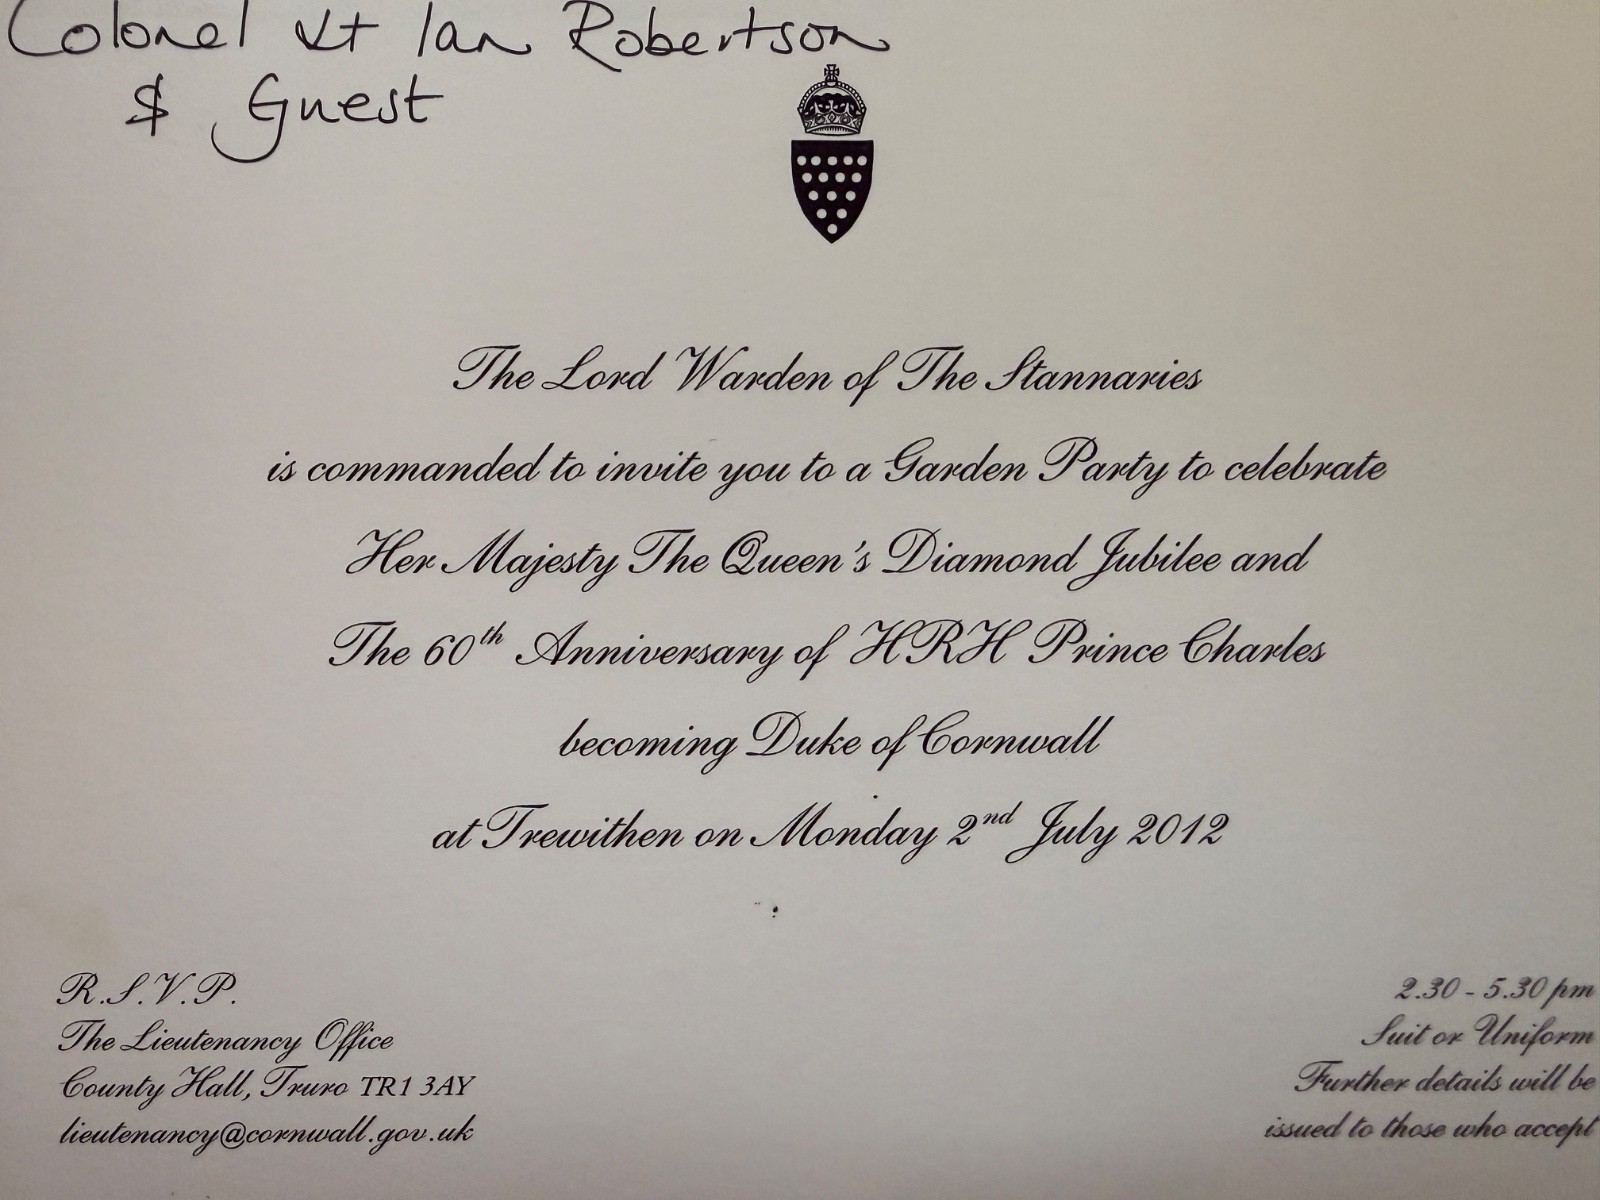 Colonel Lt Ian Robertson
& Guest
The Lord Warden of The Stannaries
is commanded to invite you to a Garden Party to celebrate
Her Majesty The Queen's Diamond Jubilee and
The 60th Anniversary of HRH Prince Charles
becoming Duke of Cornwall
at Trewithen on Monday 2nd July 2012
R.S.V.P.
The Lieutenancy Office
County Hall, Truro TR1 3AY
lieutenancy@cornwall.gov.uk
2.30 - 5.30 pm
Suit or Uniform
Further details will be
issued to those who accept